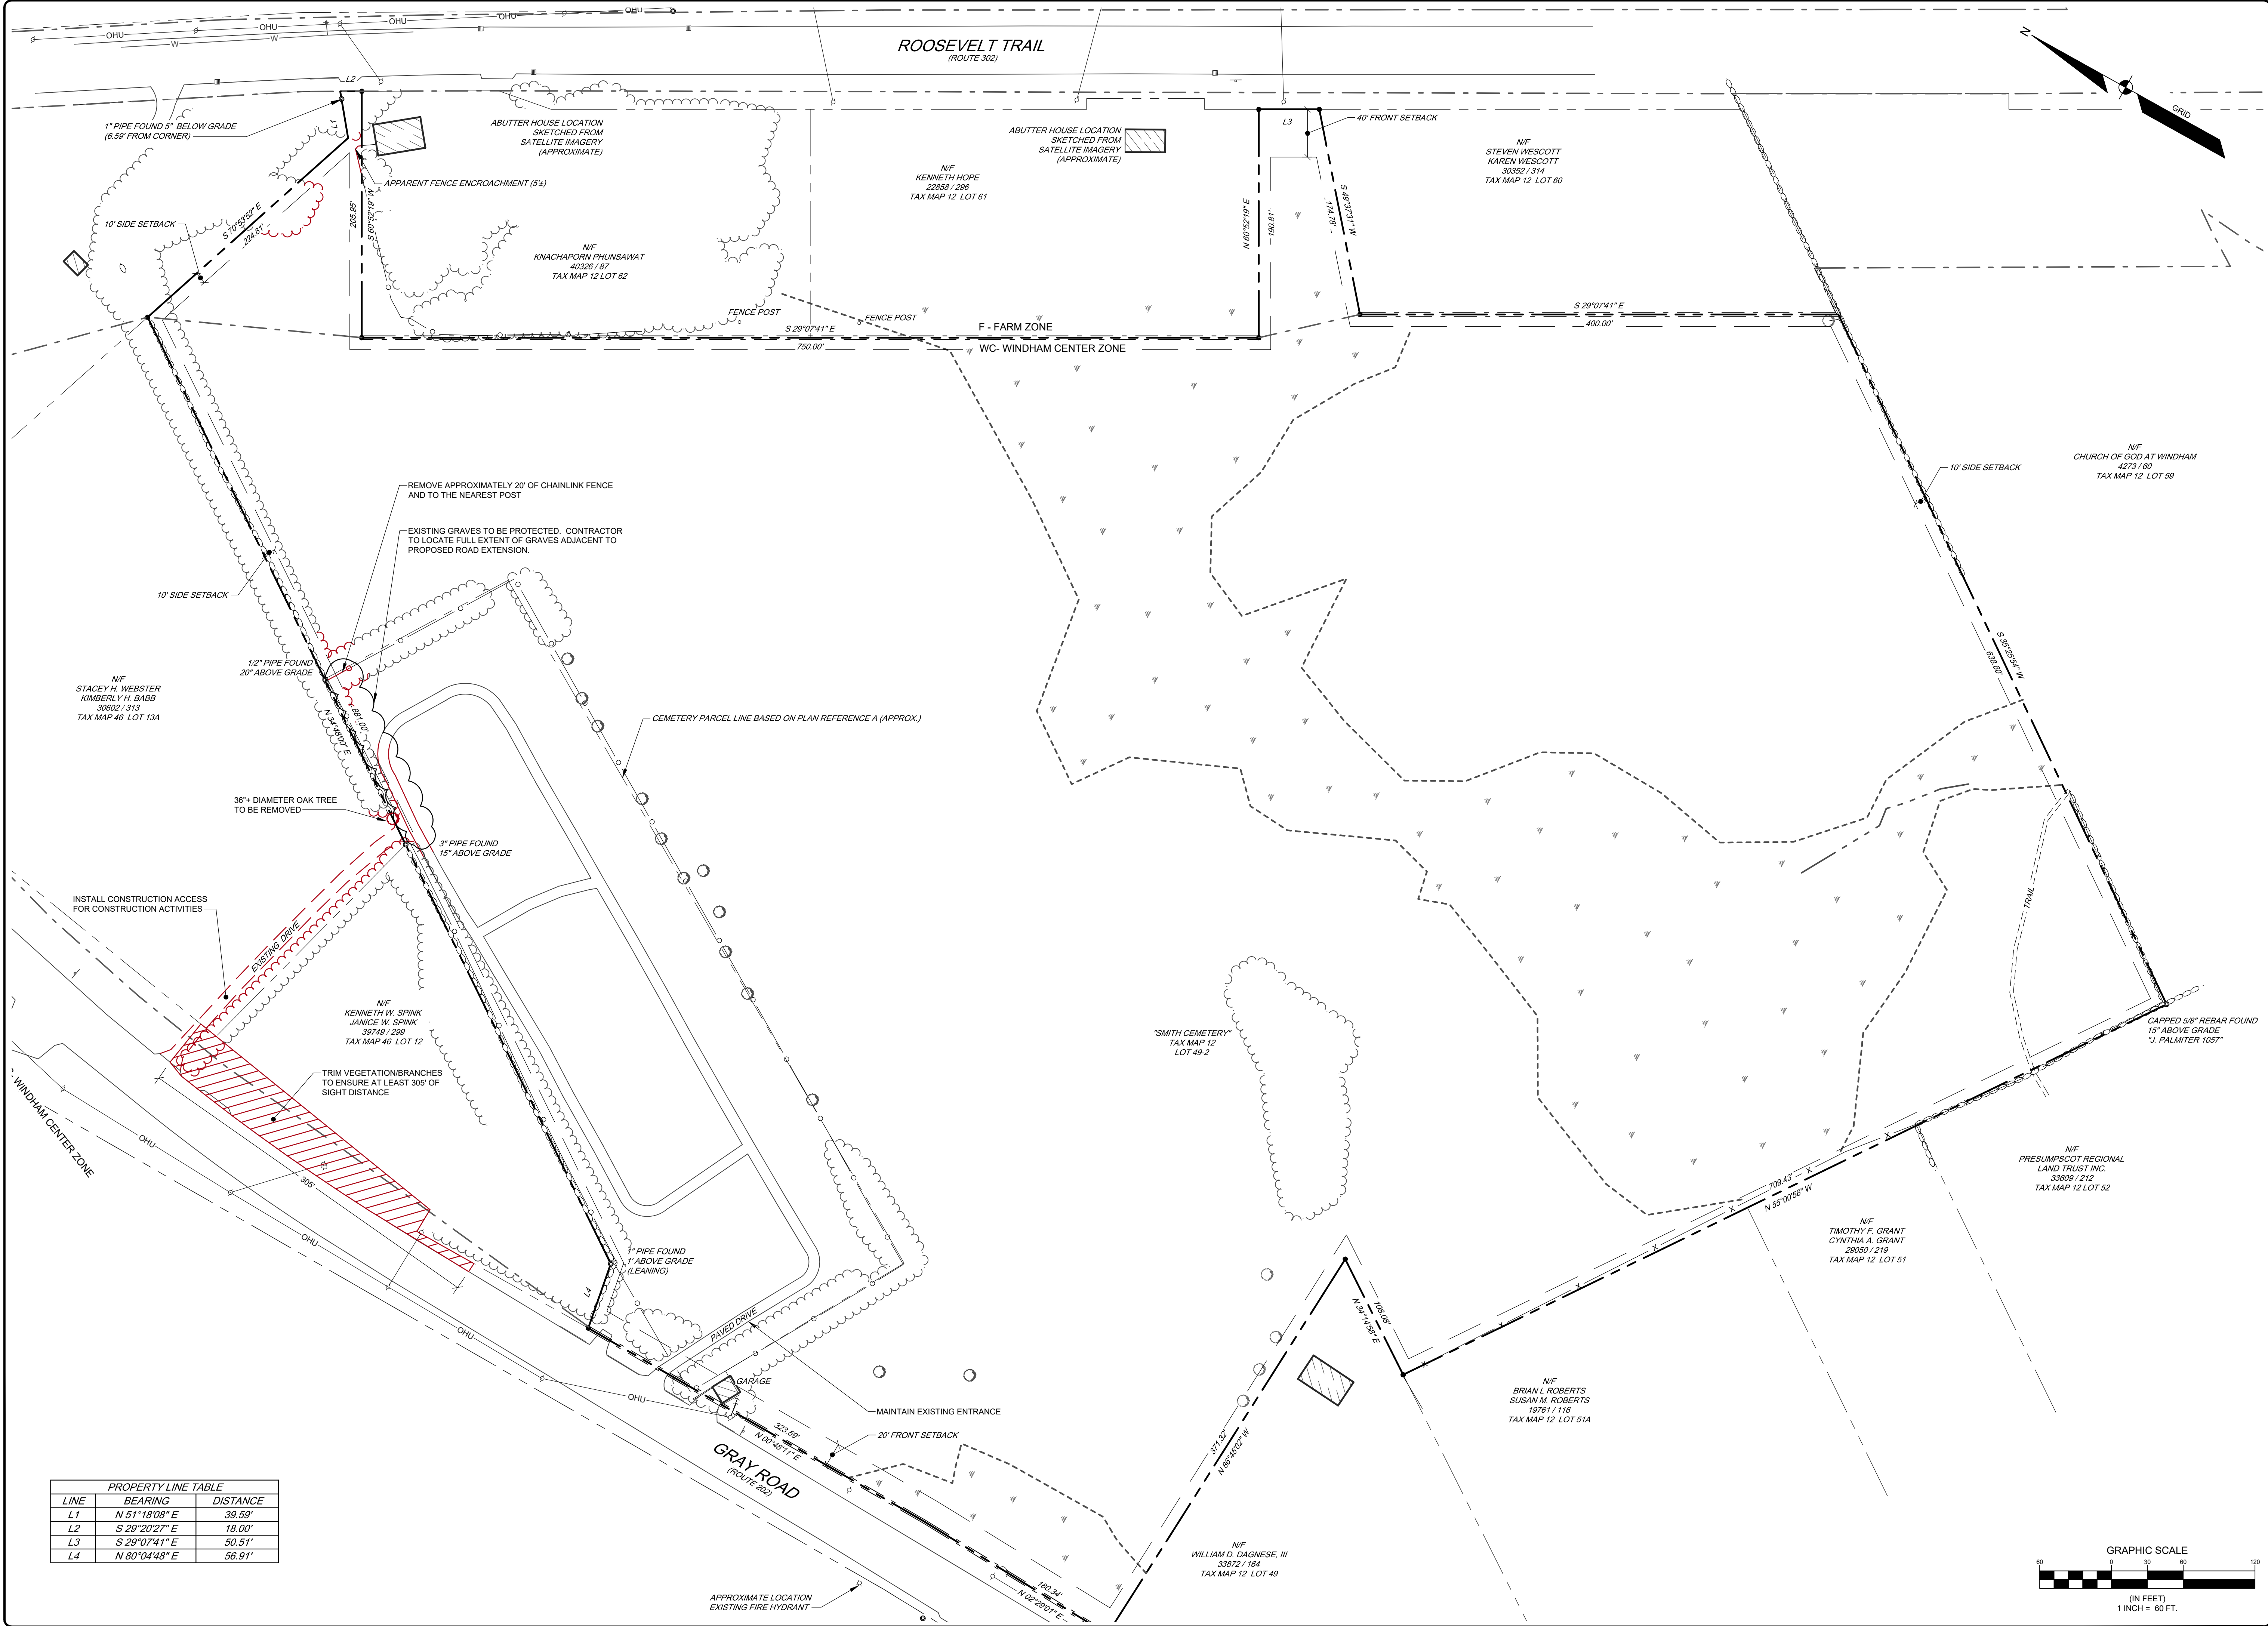 OHU
OHU
OHU
OHU
W
W
ROOSEVELT TRAIL
(ROUTE 302)
N
GRID
L2
1" PIPE FOUND 5" BELOW GRADE
(6.59' FROM CORNER)
L1
ABUTTER HOUSE LOCATION
SKETCHED FROM
SATELLITE IMAGERY
(APPROXIMATE)
ABUTTER HOUSE LOCATION
SKETCHED FROM
SATELLITE IMAGERY
(APPROXIMATE)
L3
40' FRONT SETBACK
N/F
STEVEN WESCOTT
KAREN WESCOTT
30352 / 314
TAX MAP 12 LOT 60
N/F
KENNETH HOPE
22858 / 296
TAX MAP 12 LOT 61
APPARENT FENCE ENCROACHMENT (5'±)
10' SIDE SETBACK
S 70°53'52" E
224.81'
205.95'
S 60°52'19" W
N 60°52'19" E
190.81'
S 49°37'31" W
174.78'
N/F
KNACHAPORN PHUNSAWAT
40326 / 87
TAX MAP 12 LOT 62
FENCE POST
FENCE POST
S 29°07'41" E
750.00'
F - FARM ZONE
WC- WINDHAM CENTER ZONE
S 29°07'41" E
400.00'
N/F
CHURCH OF GOD AT WINDHAM
4273 / 60
TAX MAP 12 LOT 59
10' SIDE SETBACK
REMOVE APPROXIMATELY 20' OF CHAINLINK FENCE
AND TO THE NEAREST POST
EXISTING GRAVES TO BE PROTECTED. CONTRACTOR
TO LOCATE FULL EXTENT OF GRAVES ADJACENT TO
PROPOSED ROAD EXTENSION.
10' SIDE SETBACK
1/2" PIPE FOUND
20" ABOVE GRADE
N/F
STACEY H. WEBSTER
KIMBERLY H. BABB
30602 / 313
TAX MAP 46 LOT 13A
881.00'
N 34°48'00" E
CEMETERY PARCEL LINE BASED ON PLAN REFERENCE A (APPROX.)
S 35°25'54" W
638.60'
36"+ DIAMETER OAK TREE
TO BE REMOVED
3" PIPE FOUND
15" ABOVE GRADE
INSTALL CONSTRUCTION ACCESS
FOR CONSTRUCTION ACTIVITIES
EXISTING DRIVE
TRAIL
N/F
KENNETH W. SPINK
JANICE W. SPINK
39749 / 299
TAX MAP 46 LOT 12
"SMITH CEMETERY"
TAX MAP 12
LOT 49-2
CAPPED 5/8" REBAR FOUND
15" ABOVE GRADE
"J. PALMITER 1057"
TRIM VEGETATION/BRANCHES
TO ENSURE AT LEAST 305' OF
SIGHT DISTANCE
WINDHAM CENTER ZONE
OHU
305'
OHU
OHU
OHU
N/F
PRESUMPSCOT REGIONAL
LAND TRUST INC.
33609 / 212
TAX MAP 12 LOT 52
X
X
X
X
X
X
X
709.43'
N 55°00'56" W
N/F
TIMOTHY F. GRANT
CYNTHIA A. GRANT
29050 / 219
TAX MAP 12 LOT 51
1" PIPE FOUND
1' ABOVE GRADE
(LEANING)
L4
PAVED DRIVE
GARAGE
108.08'
N 34°14'58" E
N/F
BRIAN L ROBERTS
SUSAN M. ROBERTS
19761 / 116
TAX MAP 12 LOT 51A
MAINTAIN EXISTING ENTRANCE
20' FRONT SETBACK
323.59'
N 00°48'11" E
371.32'
N 86°45'02" W
GRAY ROAD
(ROUTE 202)
PROPERTY LINE TABLE
LINE BEARING DISTANCE
L1 N 51°18'08" E 39.59'
L2 S 29°20'27" E 18.00'
L3 S 29°07'41" E 50.51'
L4 N 80°04'48" E 56.91'
N/F
WILLIAM D. DAGNESE, III
33872 / 164
TAX MAP 12 LOT 49
180.34'
N 02°29'01" E
APPROXIMATE LOCATION
EXISTING FIRE HYDRANT
GRAPHIC SCALE
60 0 30 60 120
(IN FEET)
1 INCH = 60 FT.